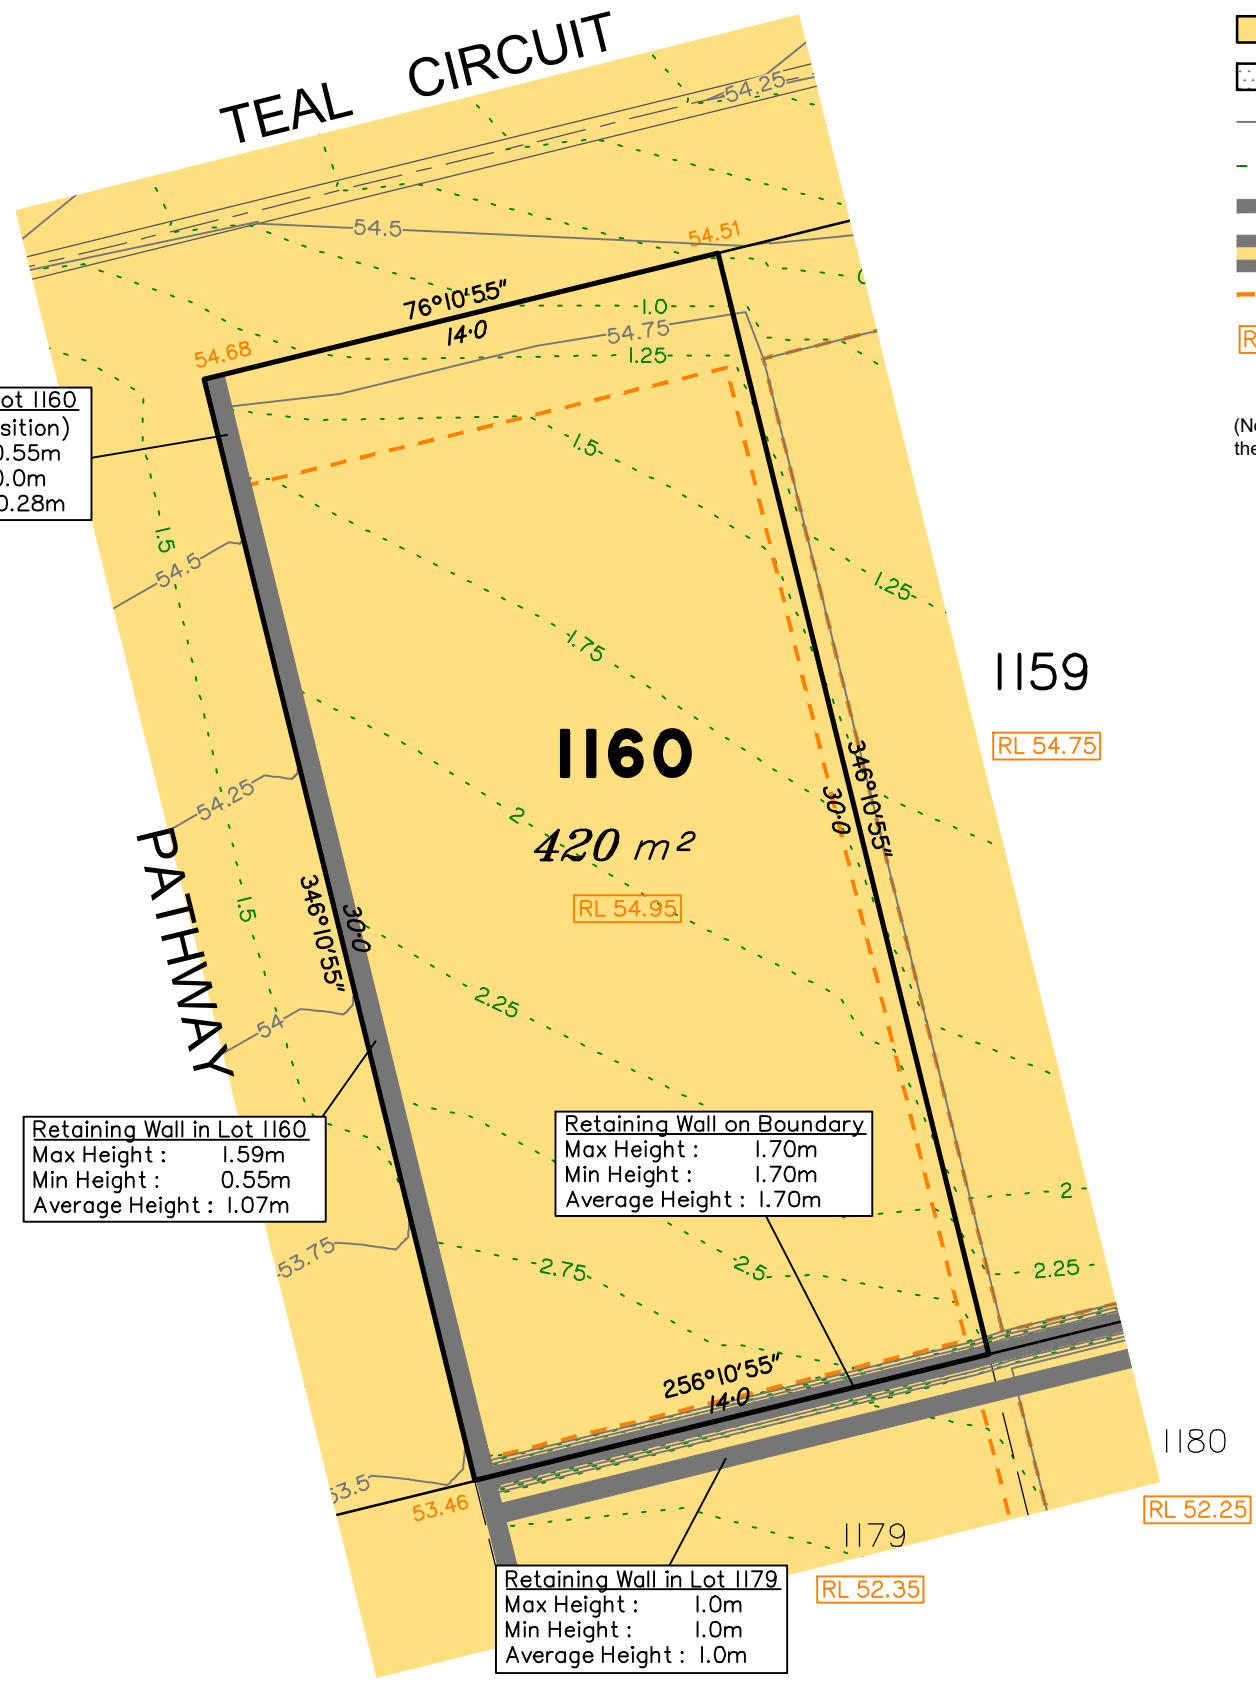 TEAL CIRCUIT
54.25
54.5
54.51
76°10'55"
14·0
1.0
54.75
1.25
54.68
ot 1160
sition)
0.55m
0.0m
0.28m
1.5
1.5
54.5
1.25
1.75
1159
RL 54.75
1160
420 m²
RL 54.95
346°10'55"
30·0
54.25
2
PATHWAY
1.5
346°10'55"
30·0
2.25
54
Retaining Wall in Lot 1160
Max Height : 1.59m
Min Height : 0.55m
Average Height : 1.07m
Retaining Wall on Boundary
Max Height : 1.70m
Min Height : 1.70m
Average Height : 1.70m
2
53.75
2.75
2.5
2.25
256°10'55"
14·0
53.5
53.46
1180
RL 52.25
1179
RL 52.35
Retaining Wall in Lot 1179
Max Height : 1.0m
Min Height : 1.0m
Average Height : 1.0m
R
(No
the